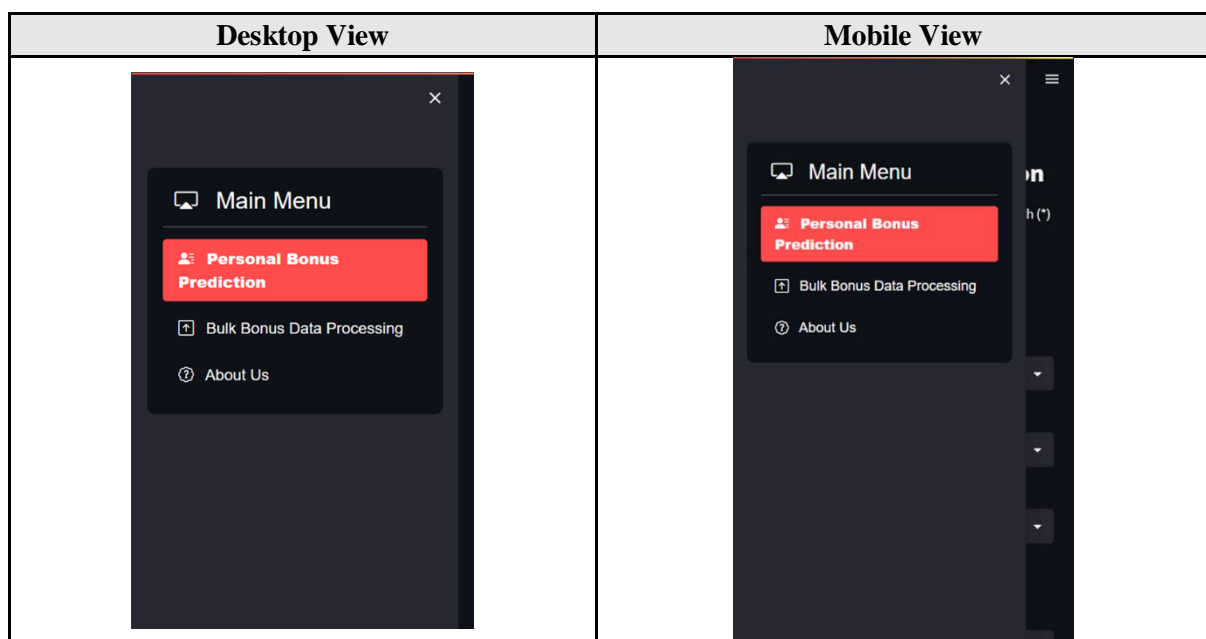 Desktop View
Mobile View
Main Menu
Personal Bonus
Prediction
Bulk Bonus Data Processing
About Us
Main Menu
Personal Bonus
Prediction
Bulk Bonus Data Processing
About Us
on
h (*)